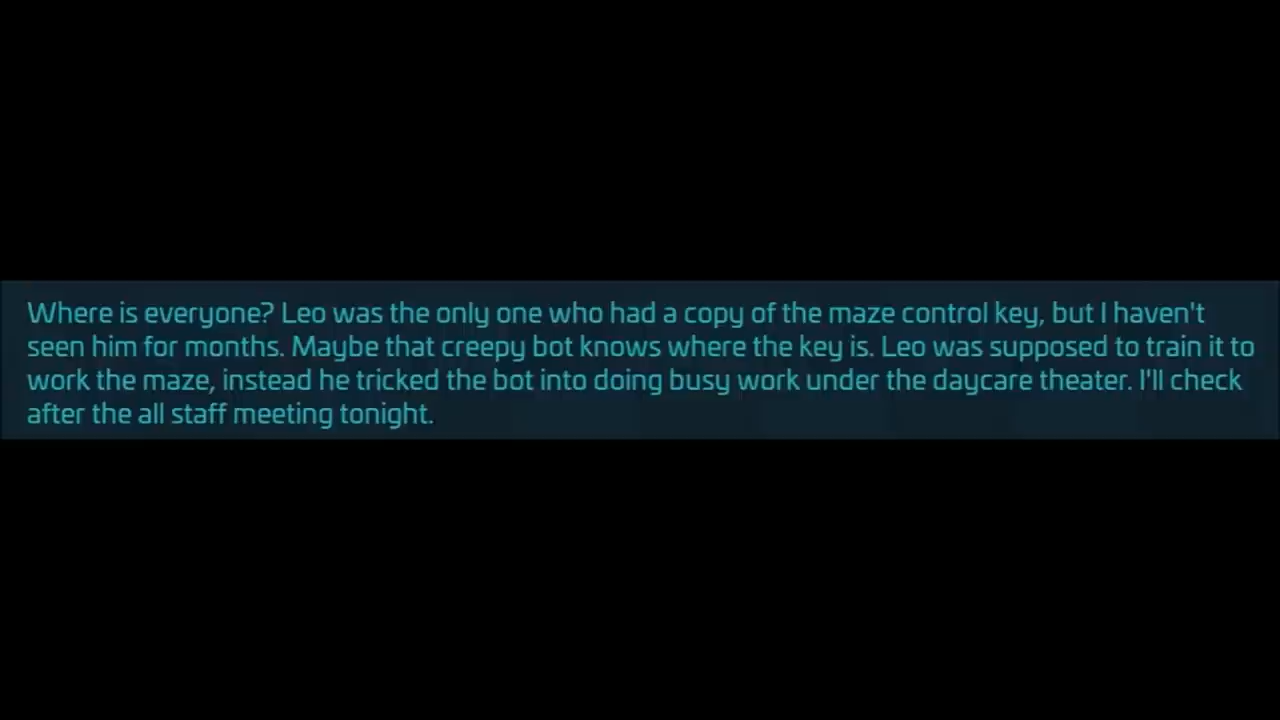 Where is everyone? Leo was the only one who had a copy of the maze control key, but I haven't
seen him for months. Maybe that creepy bot knows where the key is. Leo was supposed to train it to
work the maze, instead he tricked the bot into doing busy work under the daycare theater. I'll check
after the all staff meeting tonight.